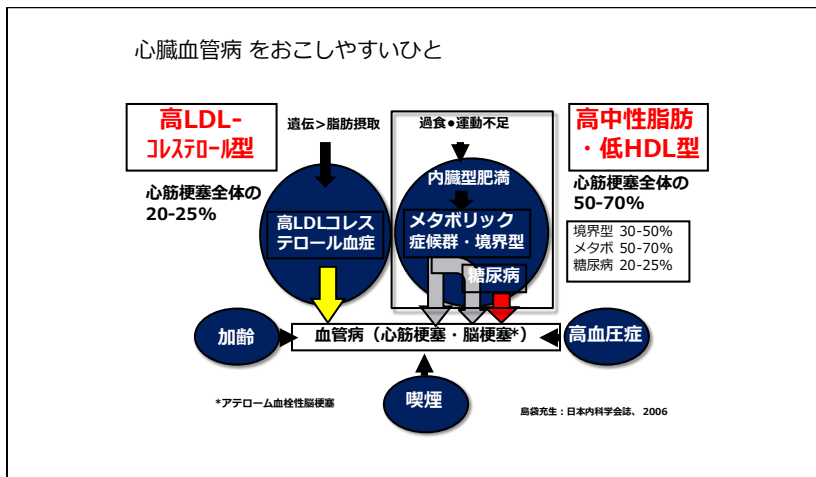 心臓血管病 をおこしやすいひと
高LDL-
ｺﾚｽﾃﾛｰﾙ型
心筋梗塞全体の
20-25%
遺伝>脂肪摂取
過食●運動不足
高中性脂肪
・低HDL型
心筋梗塞全体の
50-70%
境界型 30-50%
メタボ 50-70%
糖尿病 20-25%
高LDLコレス
テロール血症
内臓型肥満
メタボリック
症候群・境界型
糖尿病
加齢
血管病（心筋梗塞・脳梗塞*）
高血圧症
喫煙
*アテローム血栓性脳梗塞
島袋充生：日本内科学会誌、2006